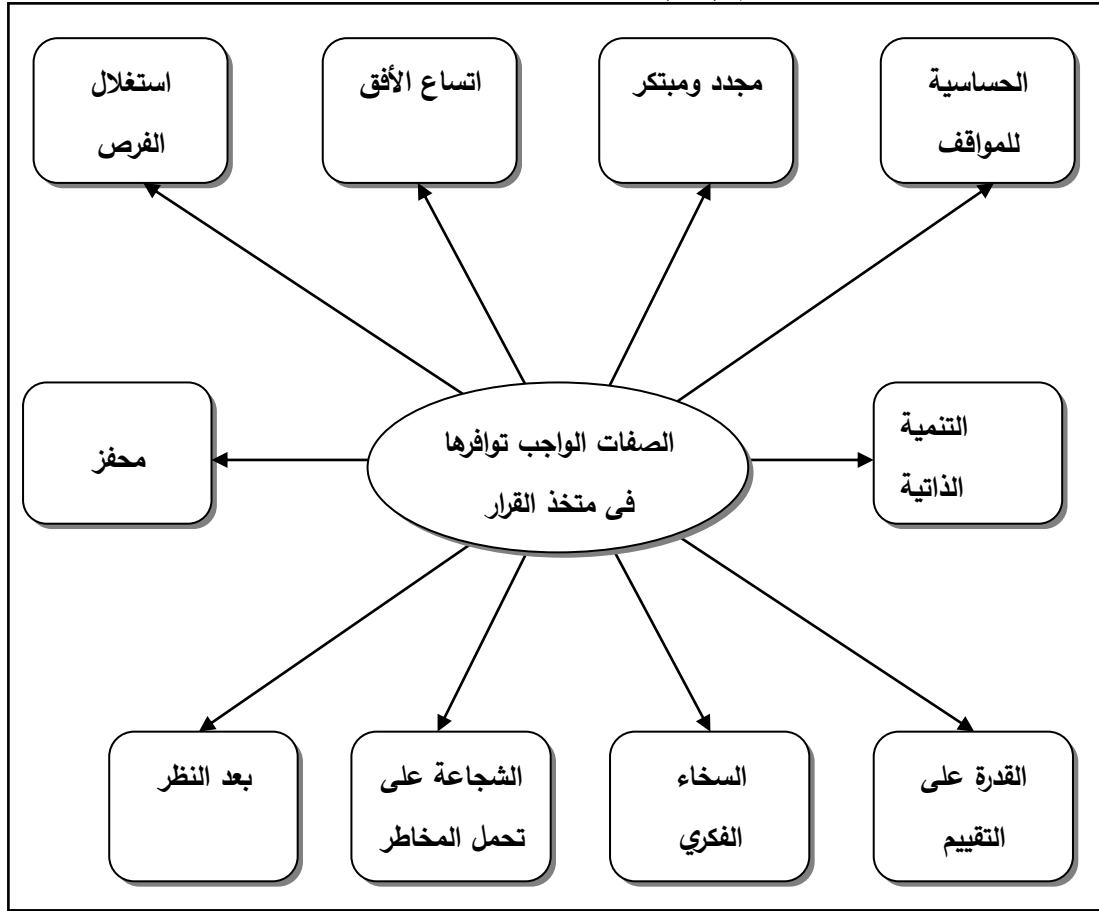 الحساسية
للمواقف
مجدد ومبتكر
اتساع الأفق
استغلال
الفرص
التنمية
الذاتية
الصفات الواجب توافرها
فى متخذ القرار
محفز
القدرة على
التقييم
السخاء
الفكري
الشجاعة على
تحمل المخاطر
بعد النظر